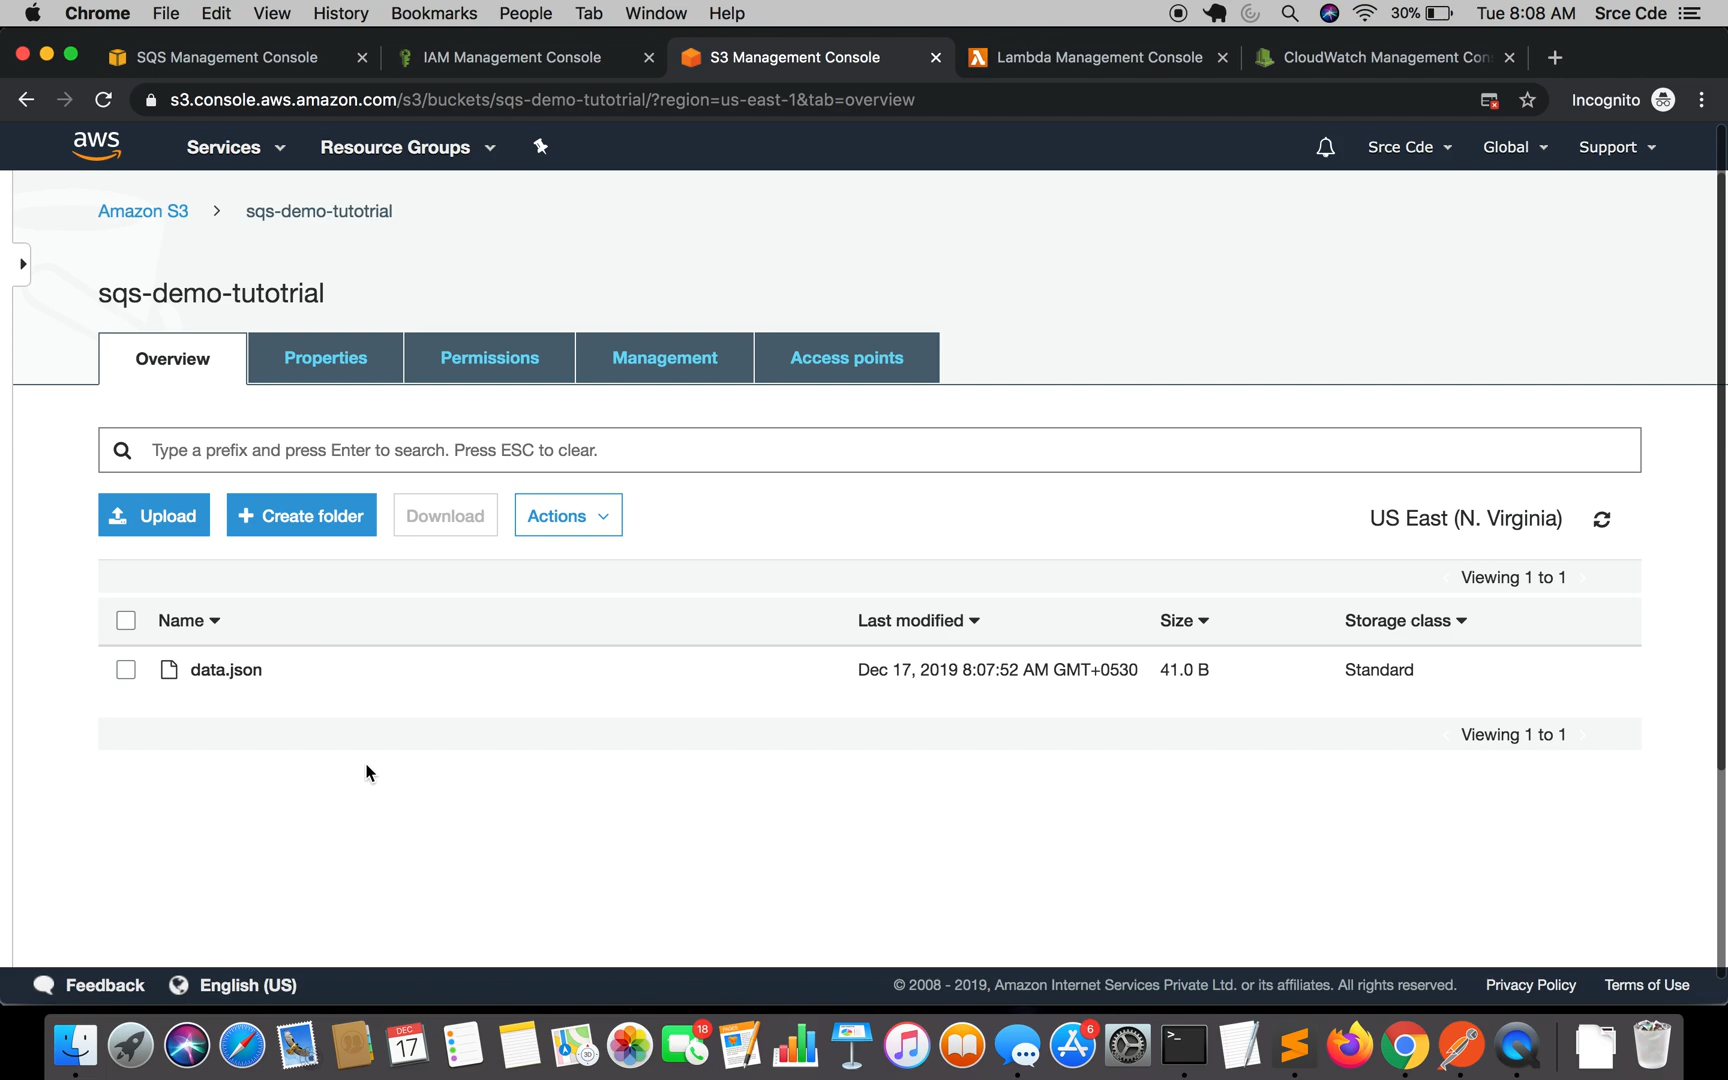 Chrome File Edit View History Bookmarks People Tab Window Help 30% Tue 8:08 AM Srce Cde
SQS Management Console IAM Management Console S3 Management Console Lambda Management Console CloudWatch Management Con
s3.console.aws.amazon.com/s3/buckets/sqs-demo-tutotrial/?region=us-east-1&tab=overview Incognito
aws Services Resource Groups Srce Cde Global Support
Amazon S3 > sqs-demo-tutotrial
sqs-demo-tutotrial
Overview Properties Permissions Management Access points
Type a prefix and press Enter to search. Press ESC to clear.
Upload + Create folder Download Actions US East (N. Virginia)
Viewing 1 to 1
Name Last modified Size Storage class
data.json Dec 17, 2019 8:07:52 AM GMT+0530 41.0 B Standard
Viewing 1 to 1
Feedback English (US) © 2008 - 2019, Amazon Internet Services Private Ltd. or its affiliates. All rights reserved. Privacy Policy Terms of Use
DEC 18 6
17 30